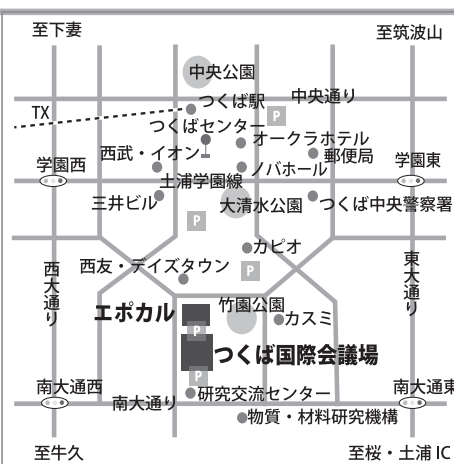 至下妻
至筑波山
中央公園
中央通り
つくば駅
TX
P
つくばセンター
オークラホテル
郵便局
西武・イオン
ノバホール
学園西
学園東
土浦学園線
三井ビル
大清水公園
つくば中央警察署
P
カピオ
西大通り
東大通り
西友・デイズタウン
P
エポカル
竹園公園
カスミ
P
つくば国際会議場
P
南大通西
南大通り
研究交流センター
南大通東
物質・材料研究機構
至牛久
至桜・土浦 IC